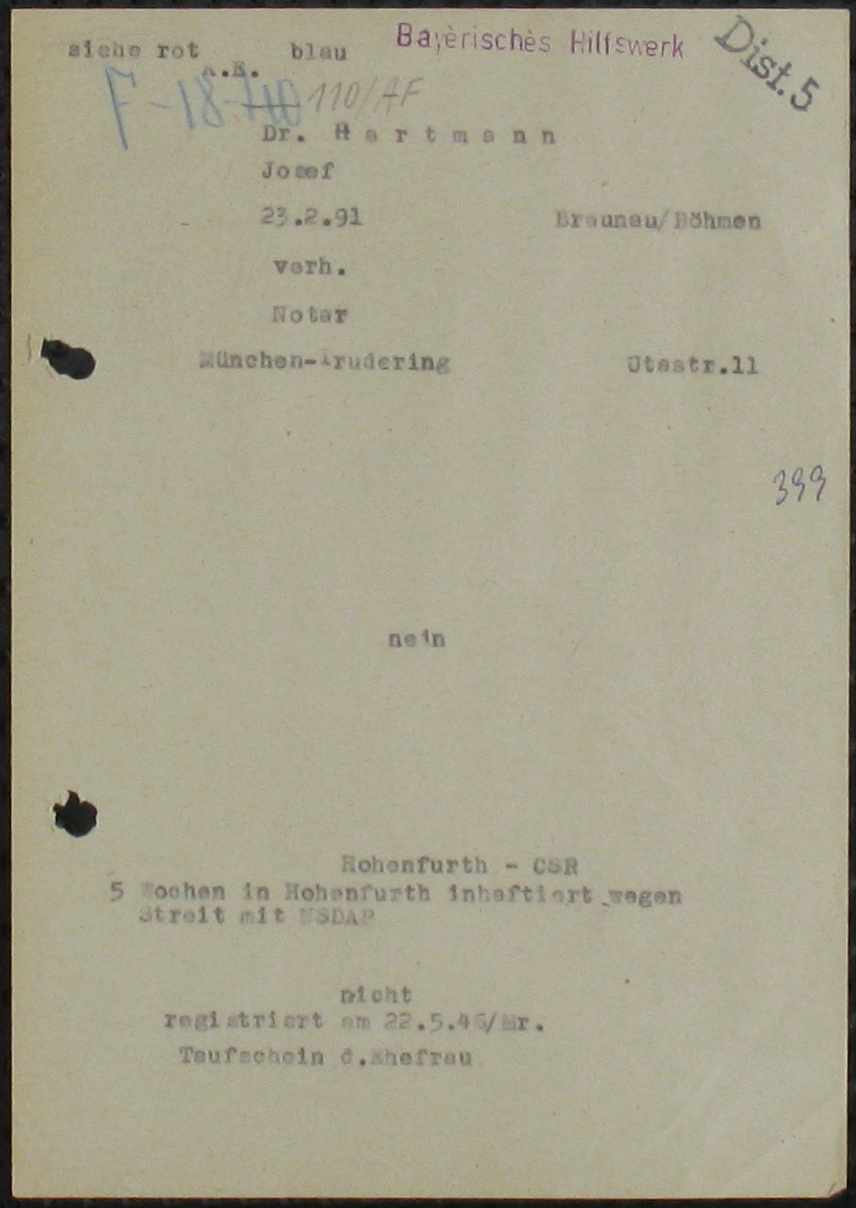 siehe rot blau Bayerisches Hilfswerk Dist. 5
a.E.
F-18-410 110/AF
Dr. Hartmann
Josef
23.2.91 Braunau/Böhmen
verh.
Notar
München-Trudering Utastr.11
399
nein
Hohenfurth - CSR
5 Wochen in Hohenfurth inhaftiert wegen
Streit mit NSDAP
nicht
registriert am 22.5.46/Mr.
Taufschein d.Ehefrau